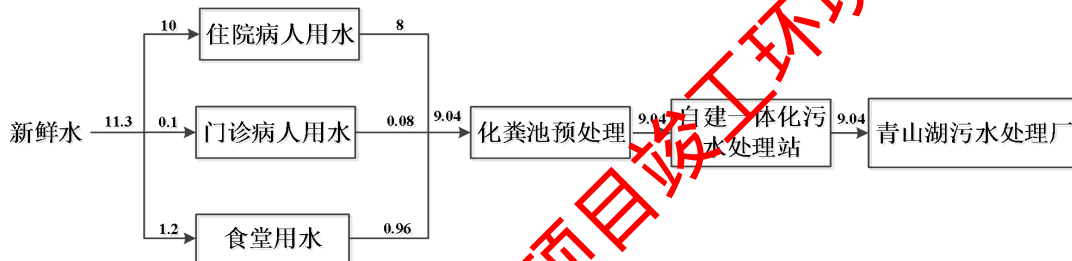 10
住院病人用水
8
新鲜水
11.3
0.1
门诊病人用水
0.08
9.04
化粪池预处理
9.04
自建一体化污
水处理站
9.04
青山湖污水处理厂
1.2
食堂用水
0.96
项目竣工环